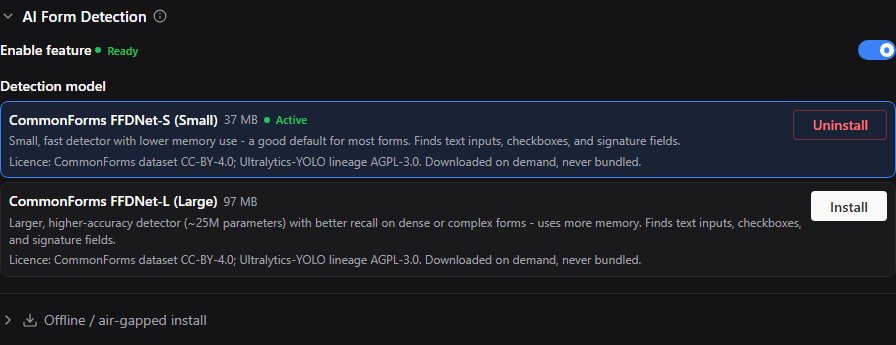 AI Form Detection
Enable feature Ready
Detection model
CommonForms FFDNet-S (Small) 37 MB Active
Uninstall
Small, fast detector with lower memory use - a good default for most forms. Finds text inputs, checkboxes, and signature fields.
Licence: CommonForms dataset CC-BY-4.0; Ultralytics-YOLO lineage AGPL-3.0. Downloaded on demand, never bundled.
CommonForms FFDNet-L (Large) 97 MB
Install
Larger, higher-accuracy detector (~25M parameters) with better recall on dense or complex forms - uses more memory. Finds text inputs, checkboxes,
and signature fields.
Licence: CommonForms dataset CC-BY-4.0; Ultralytics-YOLO lineage AGPL-3.0. Downloaded on demand, never bundled.
Offline / air-gapped install